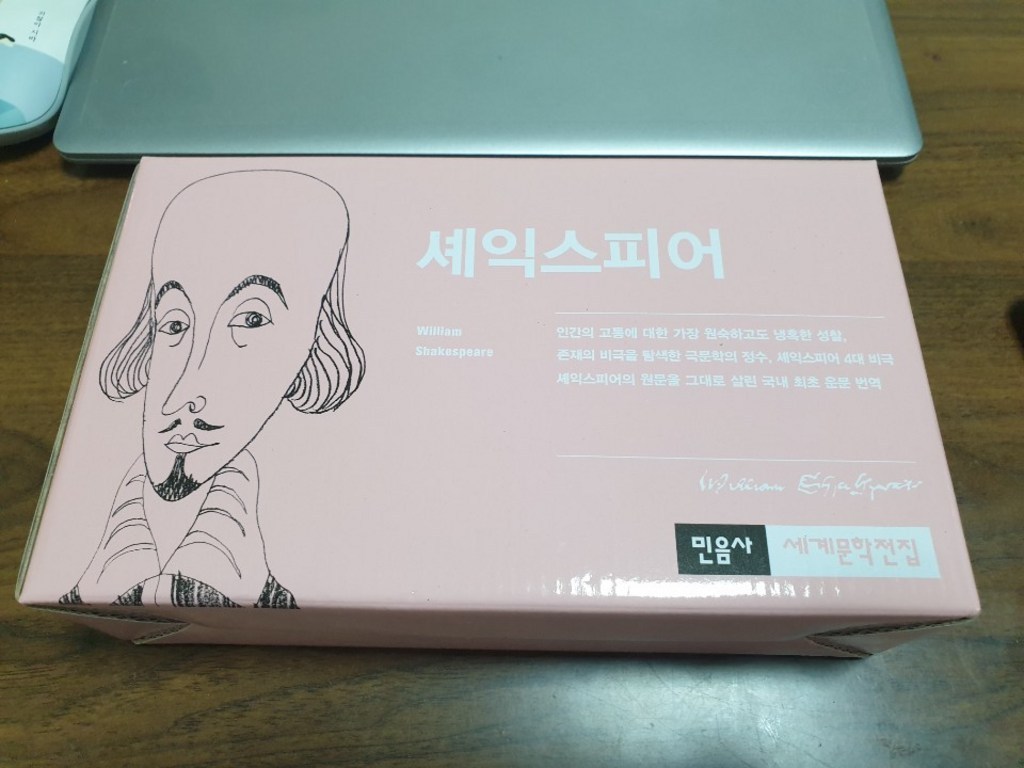 셰익스피어
William
Shakespeare
인간의 고통에 대한 가장 원숙하고도 냉혹한 성찰,
존재의 비극을 탐색한 극문학의 정수, 셰익스피어 4대 비극
셰익스피어의 원문을 그대로 살린 국내 최초 운문 번역
민음사 세계문학전집